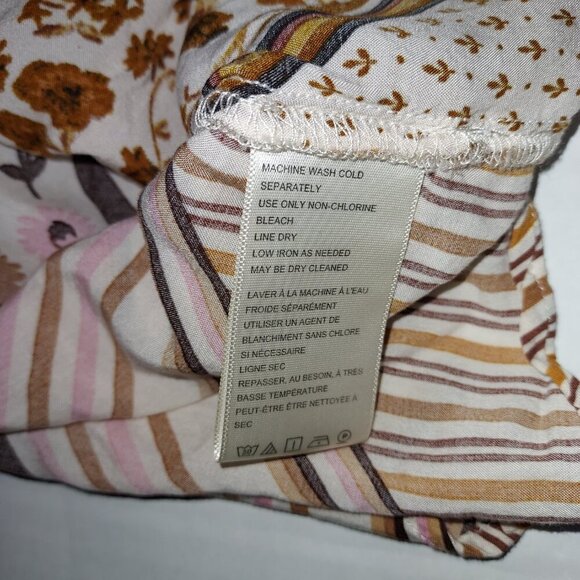 MACHINE WASH COLD
SEPARATELY
USE ONLY NON-CHLORINE
BLEACH
LINE DRY
LOW IRON AS NEEDED
MAY BE DRY CLEANED
LAVER À LA MACHINE À L'EAU
FROIDE SÉPARÉMENT
UTILISER UN AGENT DE
BLANCHIMENT SANS CHLORE
SI NÉCESSAIRE
LIGNE SEC
REPASSER, AU BESOIN, À TRÈS
BASSE TEMPÉRATURE
PEUT-ÊTRE ÊTRE NETTOYÉE À
SEC